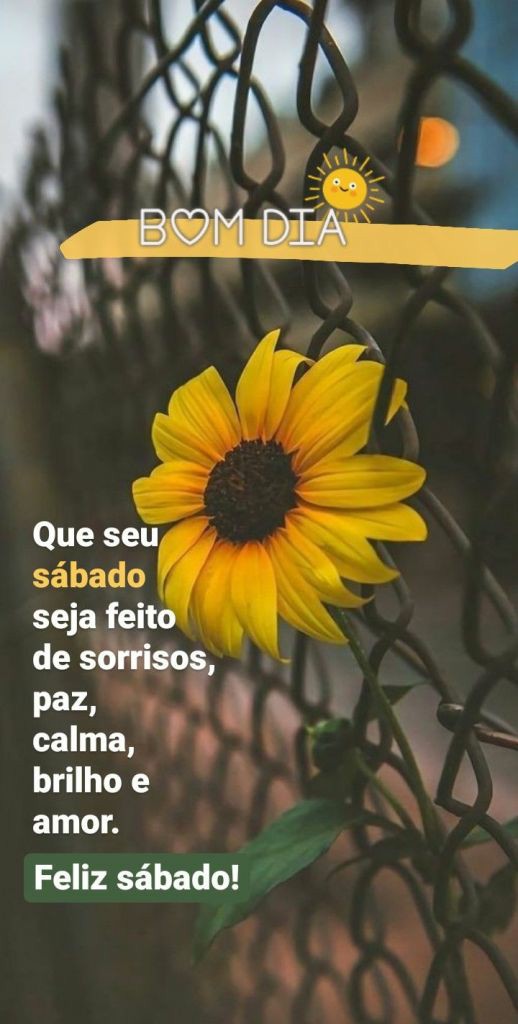 BOM DIA
Que seu
sábado
seja feito
de sorrisos,
paz,
calma,
brilho e
amor.
Feliz sábado!